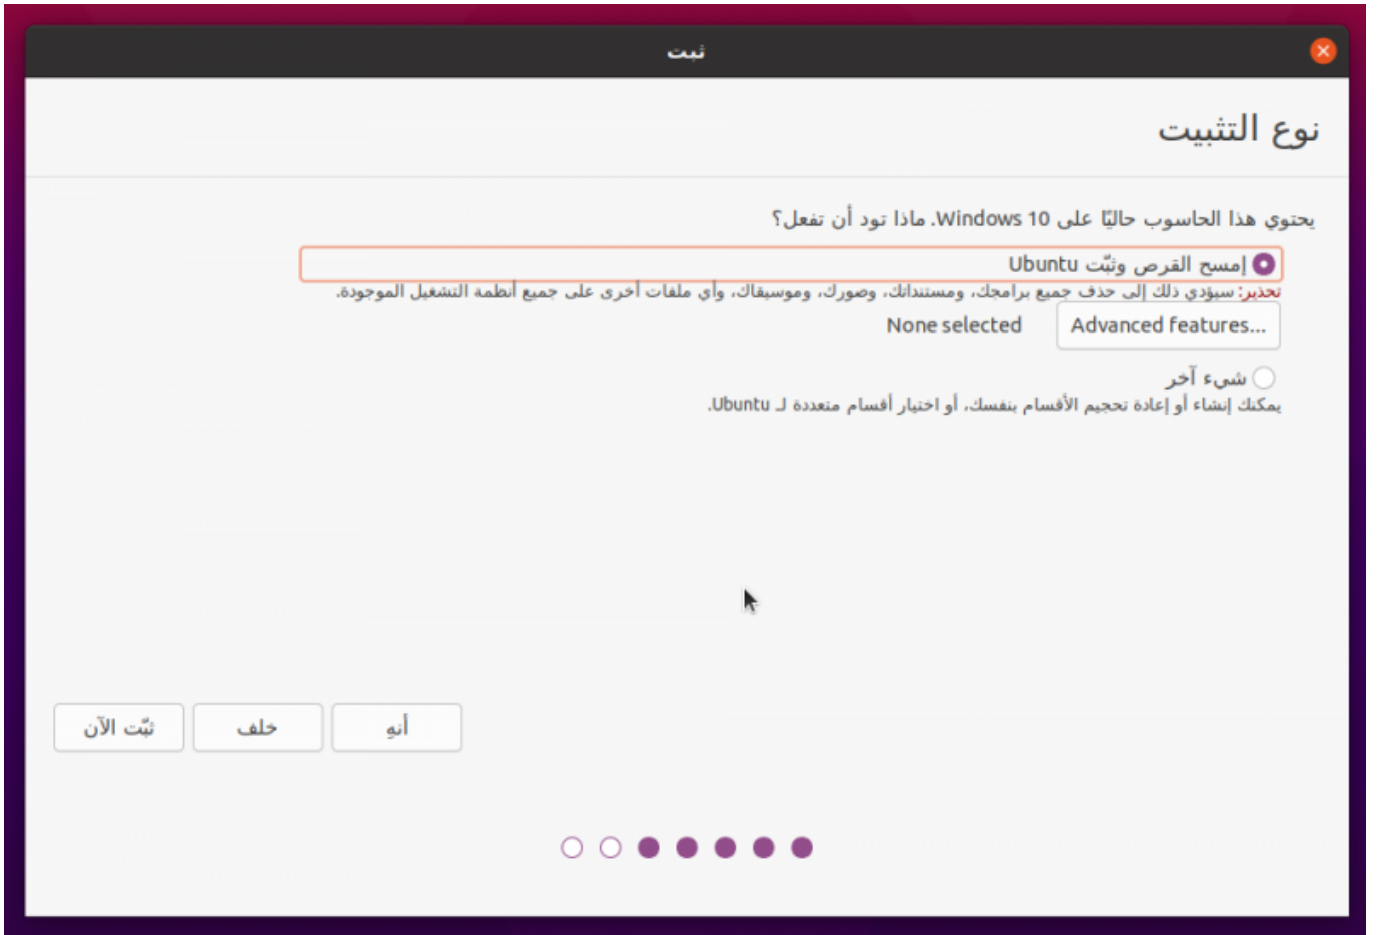 ثبت
نوع التثبيت
يحتوي هذا الحاسوب حاليًا على Windows 10. ماذا تود أن تفعل؟
إمسح القرص وثبّت Ubuntu
تحذير: سيؤدي ذلك إلى حذف جميع برامجك، ومستنداتك، وصورك، وموسيقاك، وأي ملفات أخرى على جميع أنظمة التشغيل الموجودة.
Advanced features... None selected
شيء آخر
يمكنك إنشاء أو إعادة تحجيم الأقسام بنفسك، أو اختيار أقسام متعددة لـ Ubuntu.
أنهِ خلف ثبّت الآن